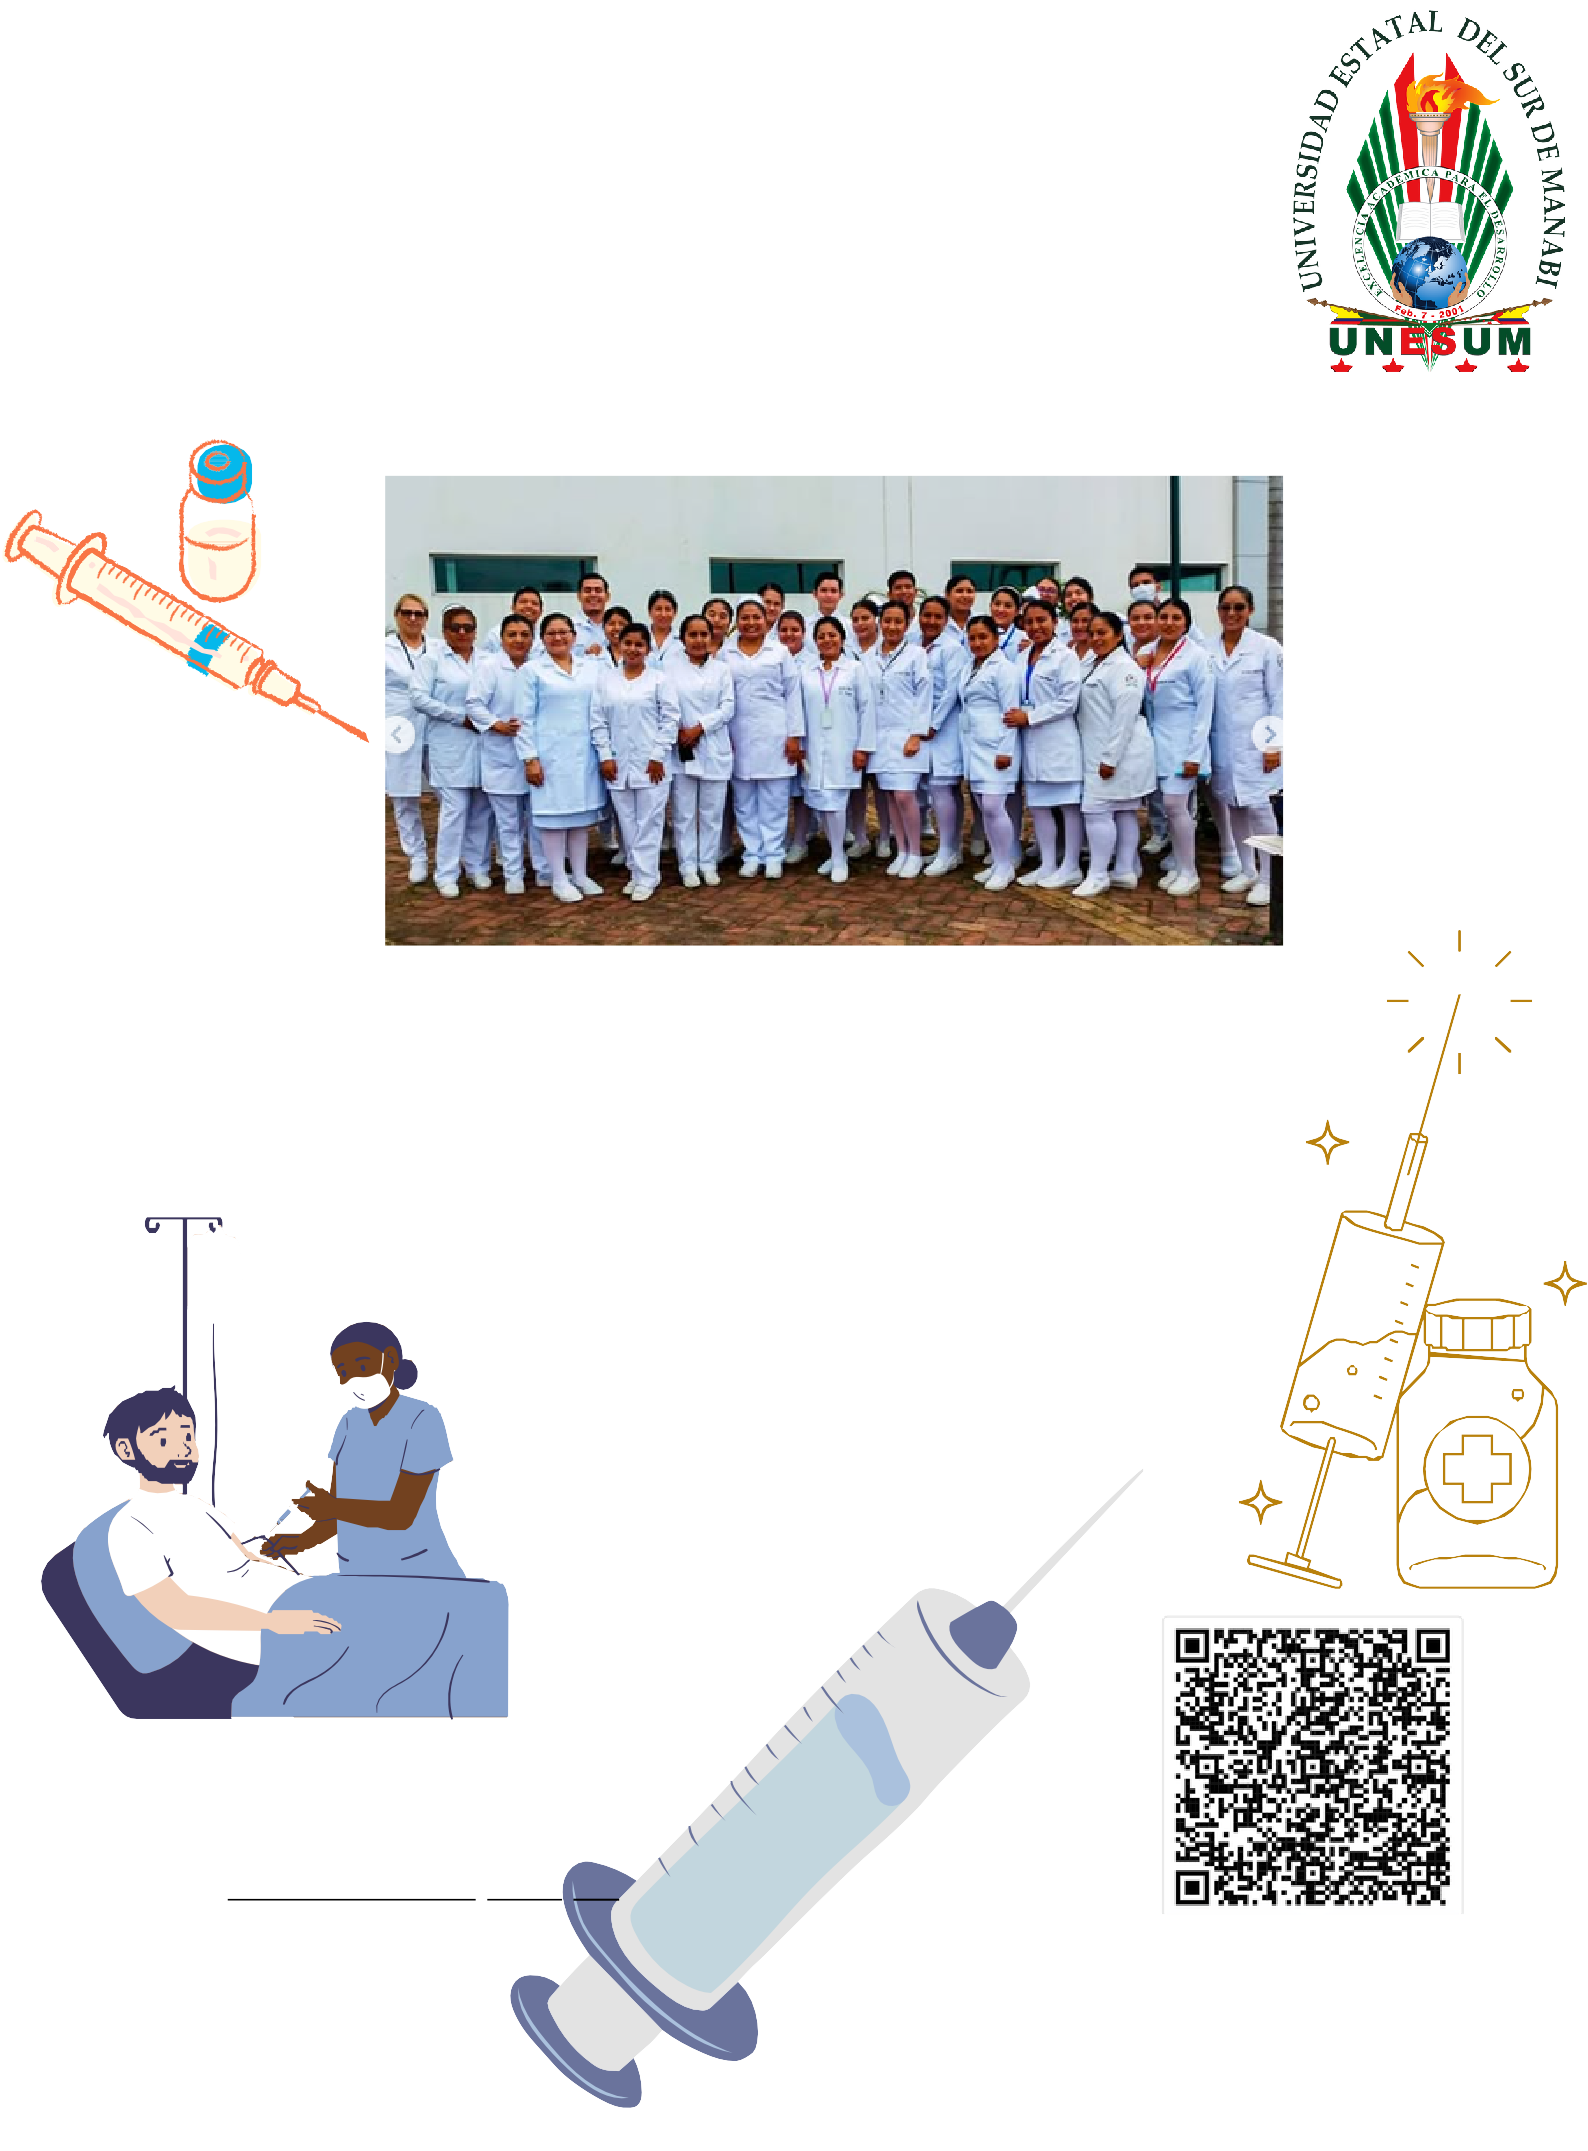 UNIVERSIDAD ESTATAL DEL SUR DE MANABI
EXCELENCIA ACADEMICA PARA EL DESARROLLO
Feb. 7 - 2001
UNESUM